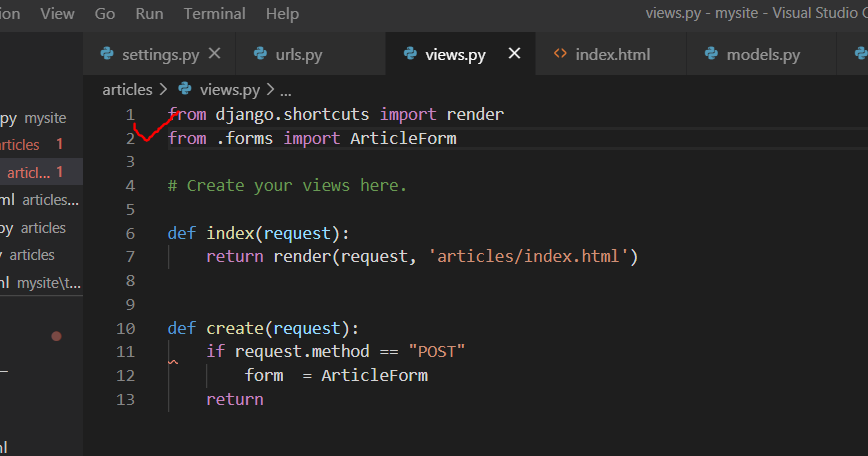 ion View Go Run Terminal Help views.py - mysite - Visual Studio C
settings.py urls.py views.py index.html models.py
articles > views.py > ...
py mysite
articles 1
articl... 1
ml articles...
py articles
articles
ml mysite\t...
ml
1 from django.shortcuts import render
2 from .forms import ArticleForm
3
4 # Create your views here.
5
6 def index(request):
7 return render(request, 'articles/index.html')
8
9
10 def create(request):
11 if request.method == "POST"
12 form = ArticleForm
13 return